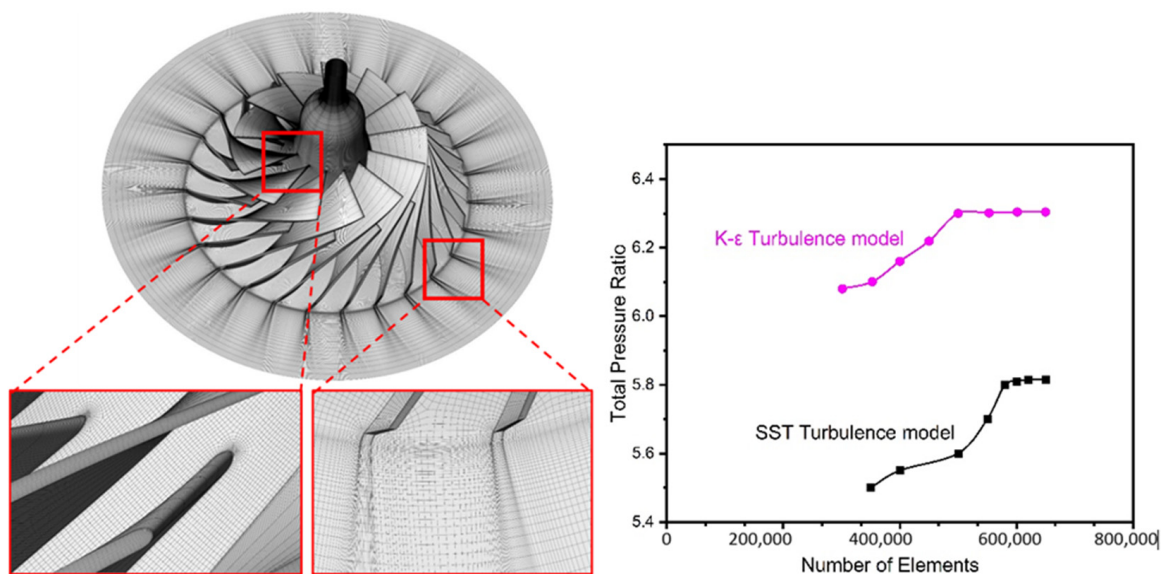 6.4
6.2
6.0
5.8
5.6
5.4
Total Pressure Ratio
K-ε Turbulence model
SST Turbulence model
0
200,000
400,000
600,000
800,000
Number of Elements